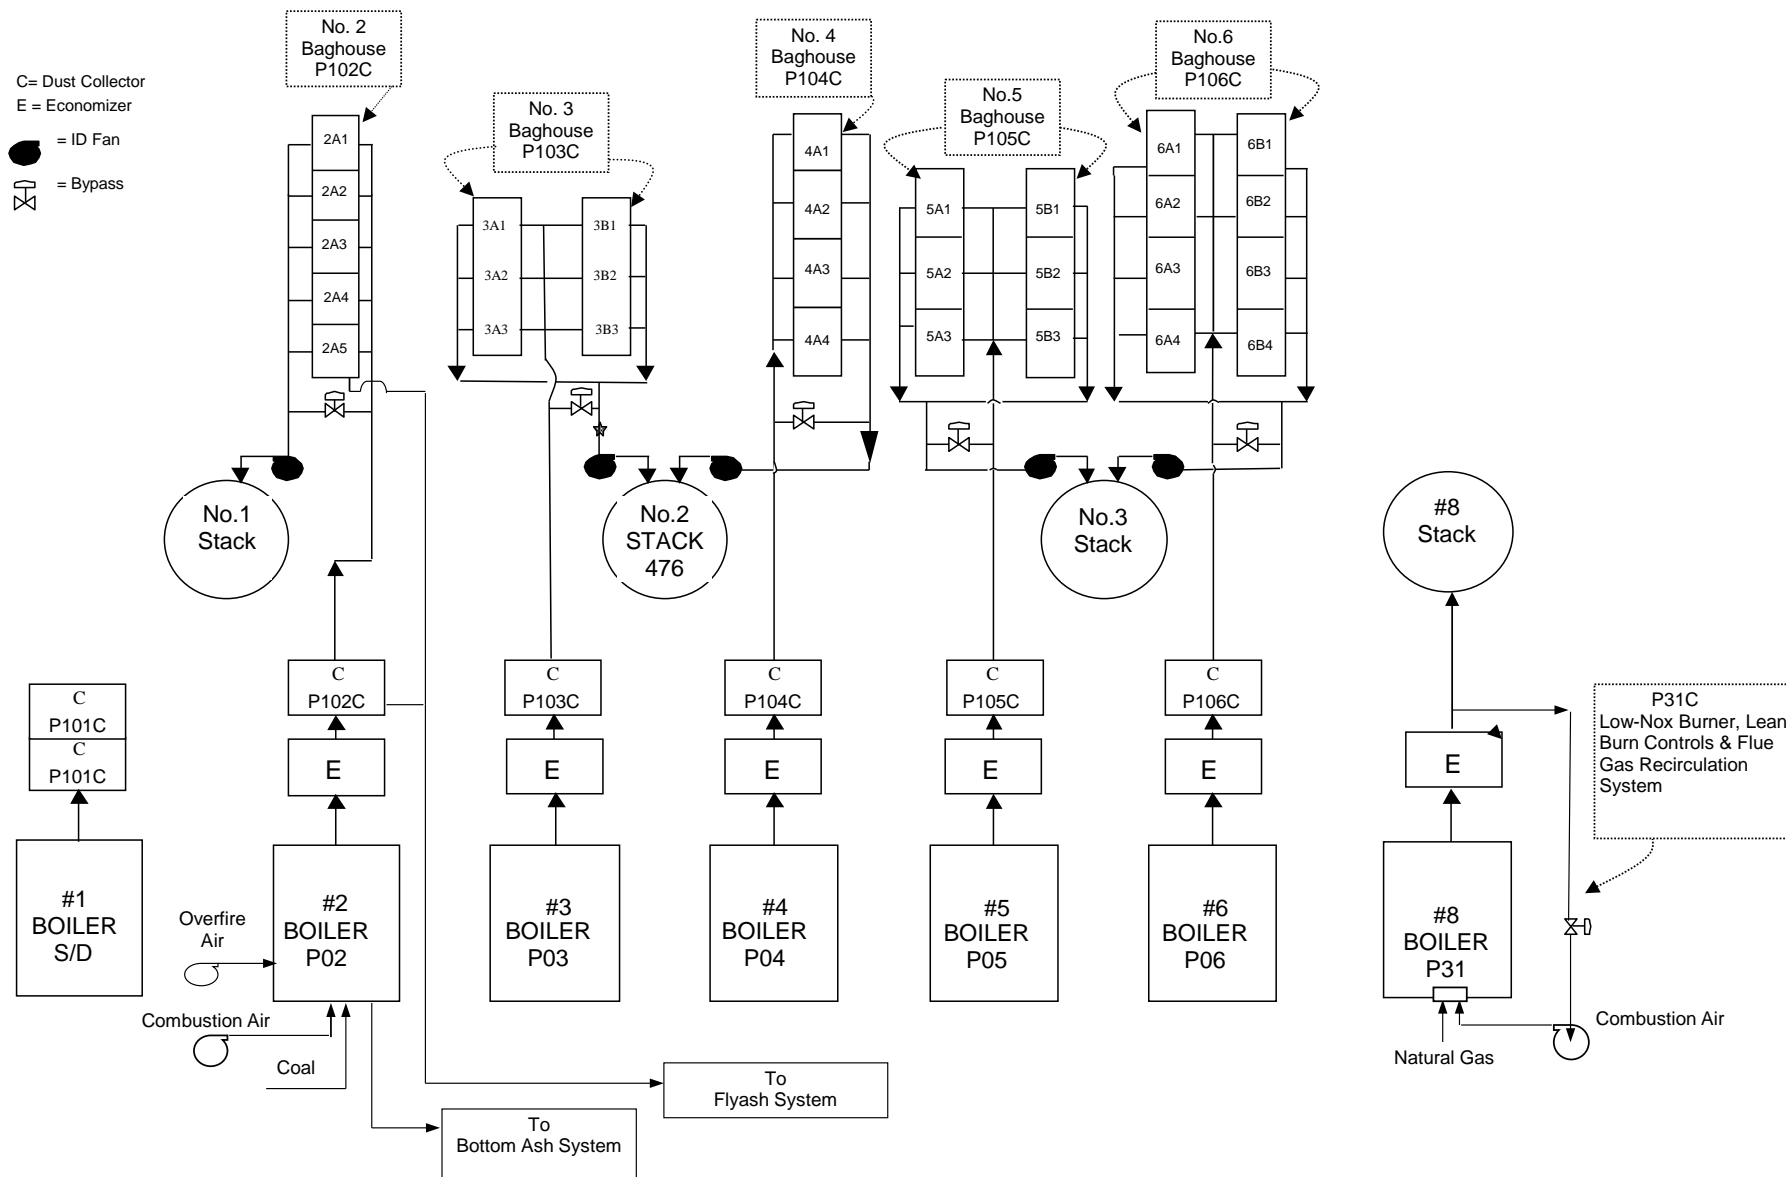 C= Dust Collector
E = Economizer
= ID Fan
= Bypass
No. 2
Baghouse
P102C
No. 3
Baghouse
P103C
No. 4
Baghouse
P104C
No.5
Baghouse
P105C
No.6
Baghouse
P106C
2A1
2A2
2A3
2A4
2A5
3A1
3A2
3A3
3B1
3B2
3B3
4A1
4A2
4A3
4A4
5A1
5A2
5A3
5B1
5B2
5B3
6A1
6A2
6A3
6A4
6B1
6B2
6B3
6B4
No.1
Stack
No.2
STACK
476
No.3
Stack
#8
Stack
C
P101C
C
P101C
C
P102C
C
P103C
C
P104C
C
P105C
C
P106C
E
E
E
E
E
E
P31C
Low-Nox Burner, Lean
Burn Controls & Flue
Gas Recirculation
System
#1
BOILER
S/D
#2
BOILER
P02
#3
BOILER
P03
#4
BOILER
P04
#5
BOILER
P05
#6
BOILER
P06
#8
BOILER
P31
Overfire
Air
Combustion Air
Coal
Natural Gas
Combustion Air
To
Flyash System
To
Bottom Ash System